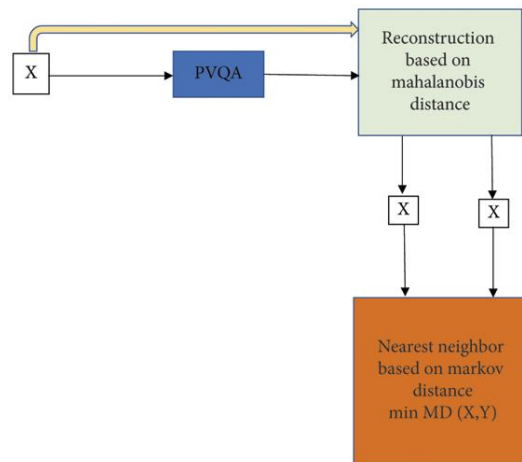 X
PVQA
Reconstruction
based on
mahalanobis
distance
X
X
Nearest neighbor
based on markov
distance
min MD (X,Y)